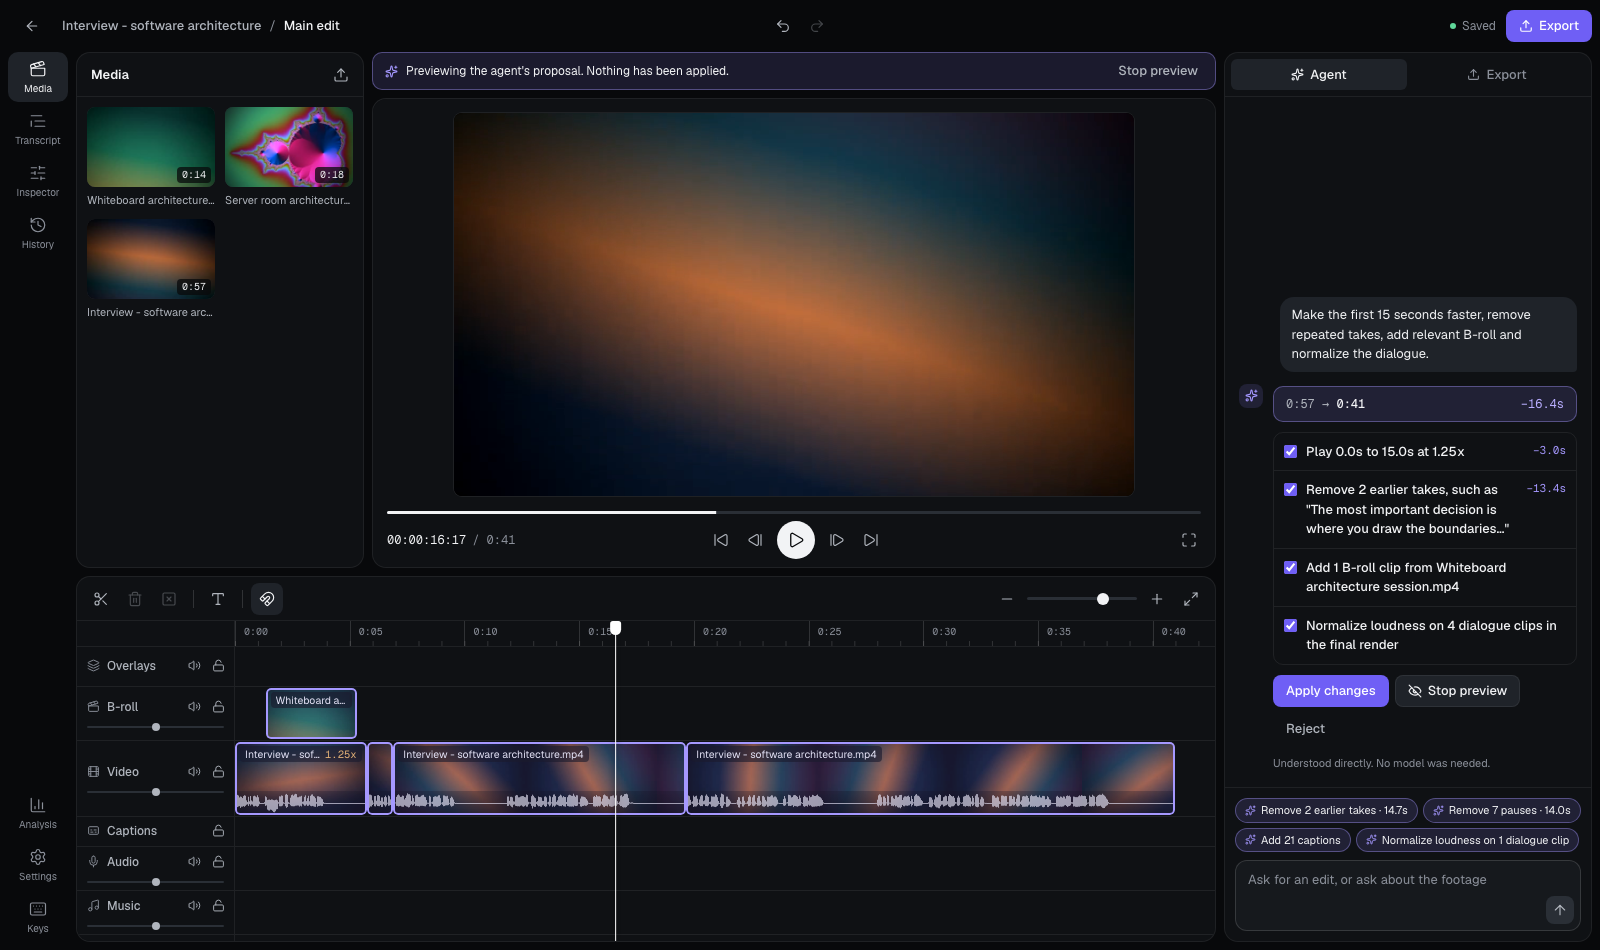 Interview - software architecture / Main edit
Saved
Export
Media
Transcript
Inspector
History
Analysis
Settings
Keys
Media
0:14
Whiteboard architecture...
0:18
Server room architectur...
0:57
Interview - software arc...
Previewing the agent's proposal. Nothing has been applied.
Stop preview
00:00:16:17 / 0:41
T
0:00
0:05
0:10
0:15
0:20
0:25
0:30
0:35
0:40
Overlays
B-roll
Whiteboard a...
Video
Interview - sof... 1.25x
Interview - software architecture.mp4
Interview - software architecture.mp4
Captions
Audio
Music
Agent
Export
Make the first 15 seconds faster, remove
repeated takes, add relevant B-roll and
normalize the dialogue.
0:57 → 0:41
-16.4s
Play 0.0s to 15.0s at 1.25x
-3.0s
Remove 2 earlier takes, such as
-13.4s
"The most important decision is
where you draw the boundaries..."
Add 1 B-roll clip from Whiteboard
architecture session.mp4
Normalize loudness on 4 dialogue clips in
the final render
Apply changes
Stop preview
Reject
Understood directly. No model was needed.
Remove 2 earlier takes · 14.7s
Remove 7 pauses · 14.0s
Add 21 captions
Normalize loudness on 1 dialogue clip
Ask for an edit, or ask about the footage